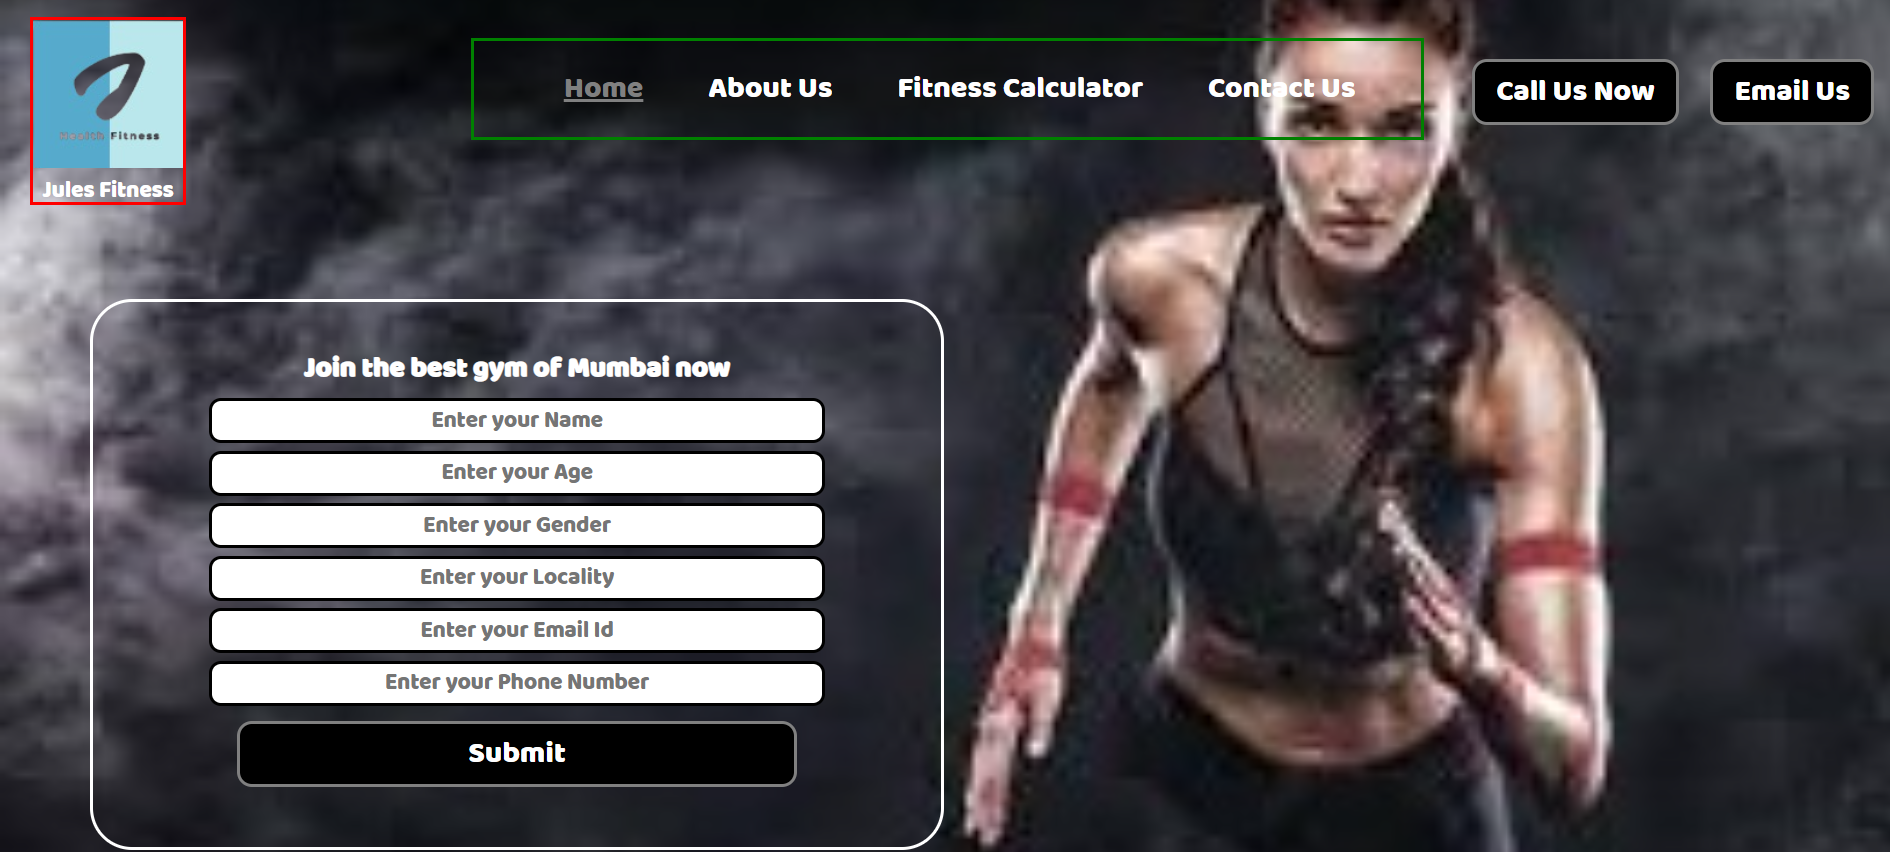 Health Fitness
Jules Fitness
Home About Us Fitness Calculator Contact Us Call Us Now Email Us
Join the best gym of Mumbai now
Enter your Name
Enter your Age
Enter your Gender
Enter your Locality
Enter your Email Id
Enter your Phone Number
Submit